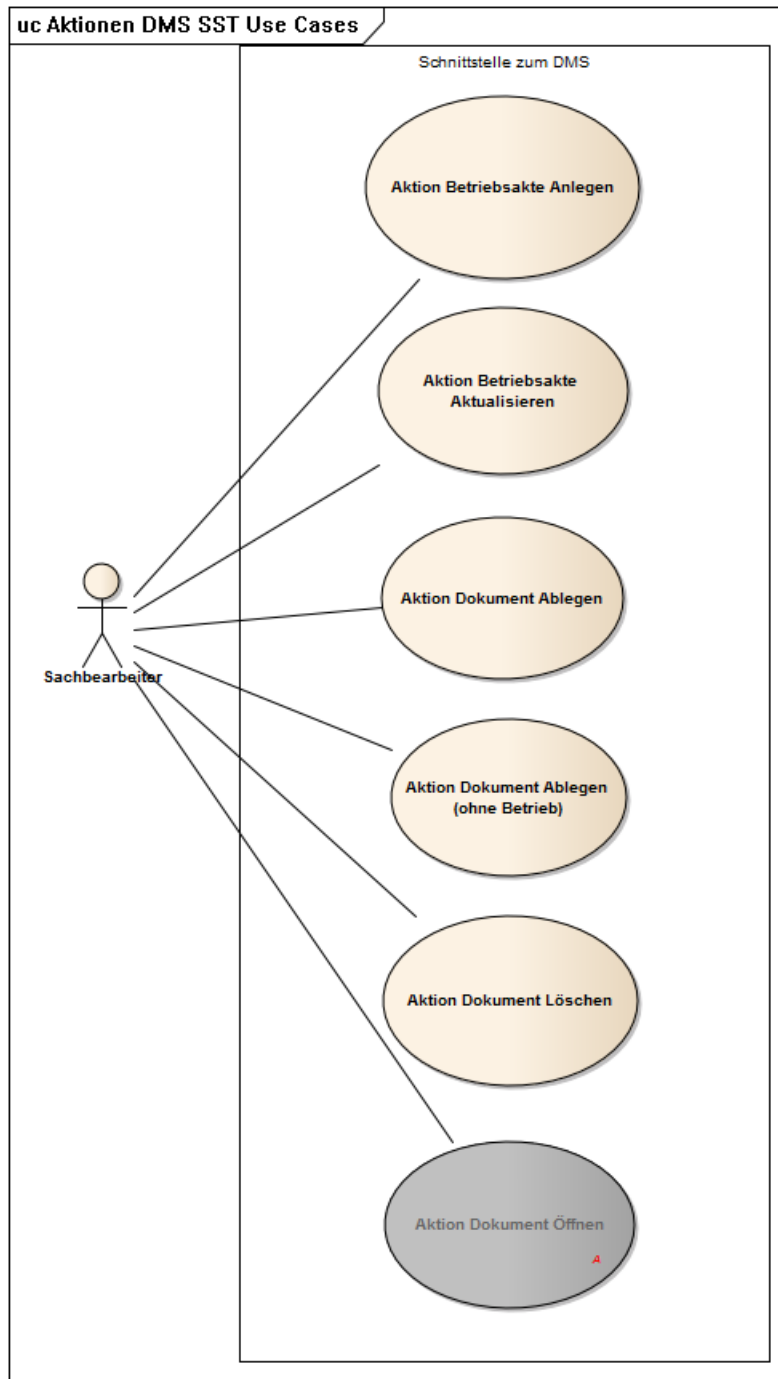 uc Aktionen DMS SST Use Cases
Schnittstelle zum DMS
Aktion Betriebsakte Anlegen
Aktion Betriebsakte
Aktualisieren
Aktion Dokument Ablegen
Sachbearbeiter
Aktion Dokument Ablegen
(ohne Betrieb)
Aktion Dokument Löschen
Aktion Dokument Öffnen
A